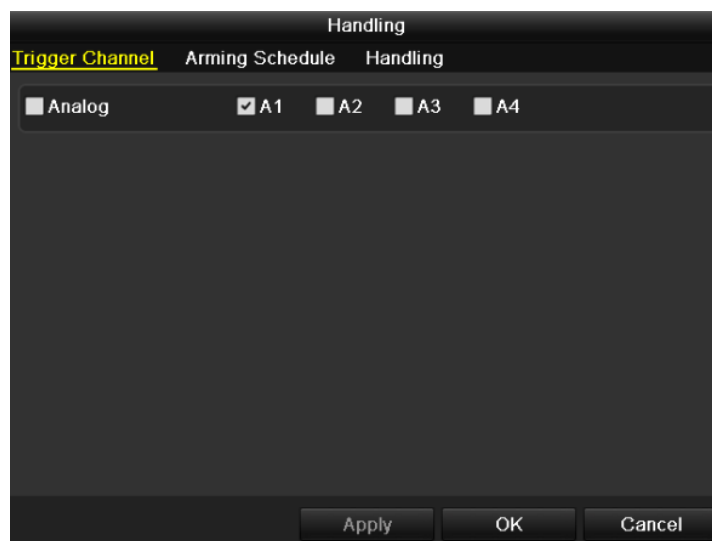 Handling
Trigger Channel Arming Schedule Handling
Analog A1 A2 A3 A4
Apply OK Cancel